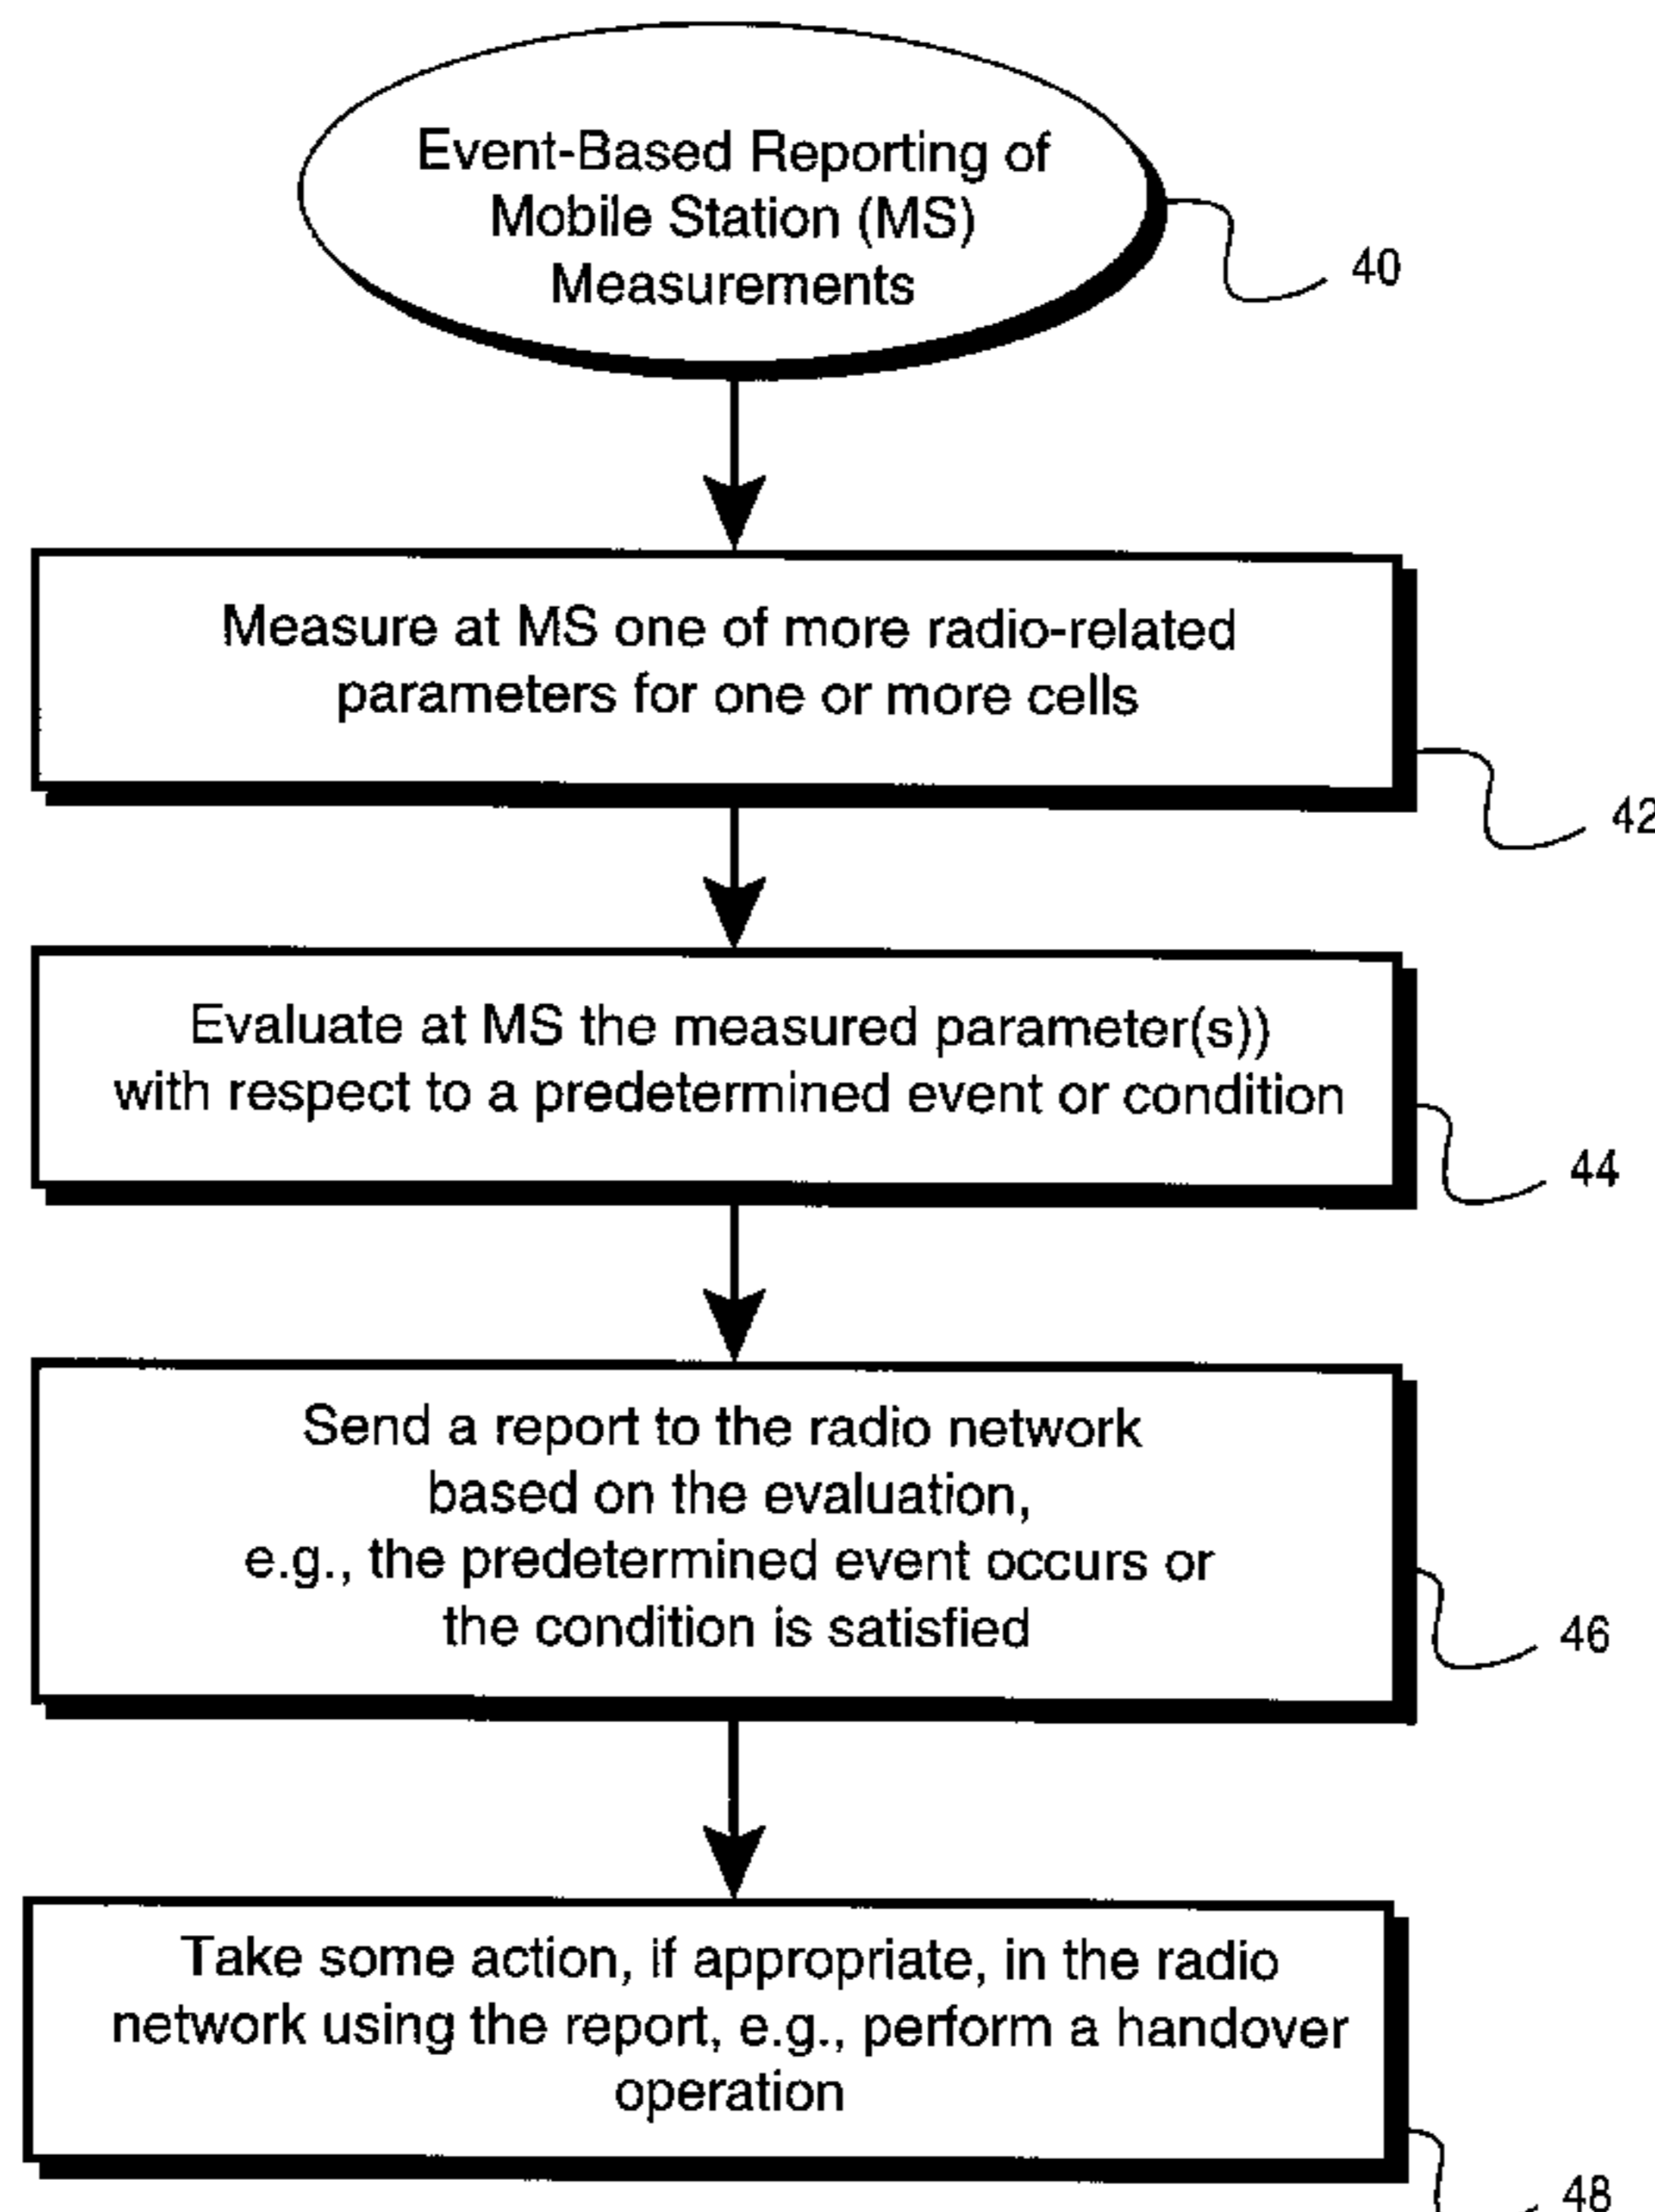 Event-Based Reporting of
Mobile Station (MS)
Measurements
40
Measure at MS one of more radio-related
parameters for one or more cells
42
Evaluate at MS the measured parameter(s))
with respect to a predetermined event or condition
44
Send a report to the radio network
based on the evaluation,
e.g., the predetermined event occurs or
the condition is satisfied
46
Take some action, if appropriate, in the radio
network using the report, e.g., perform a handover
operation
48